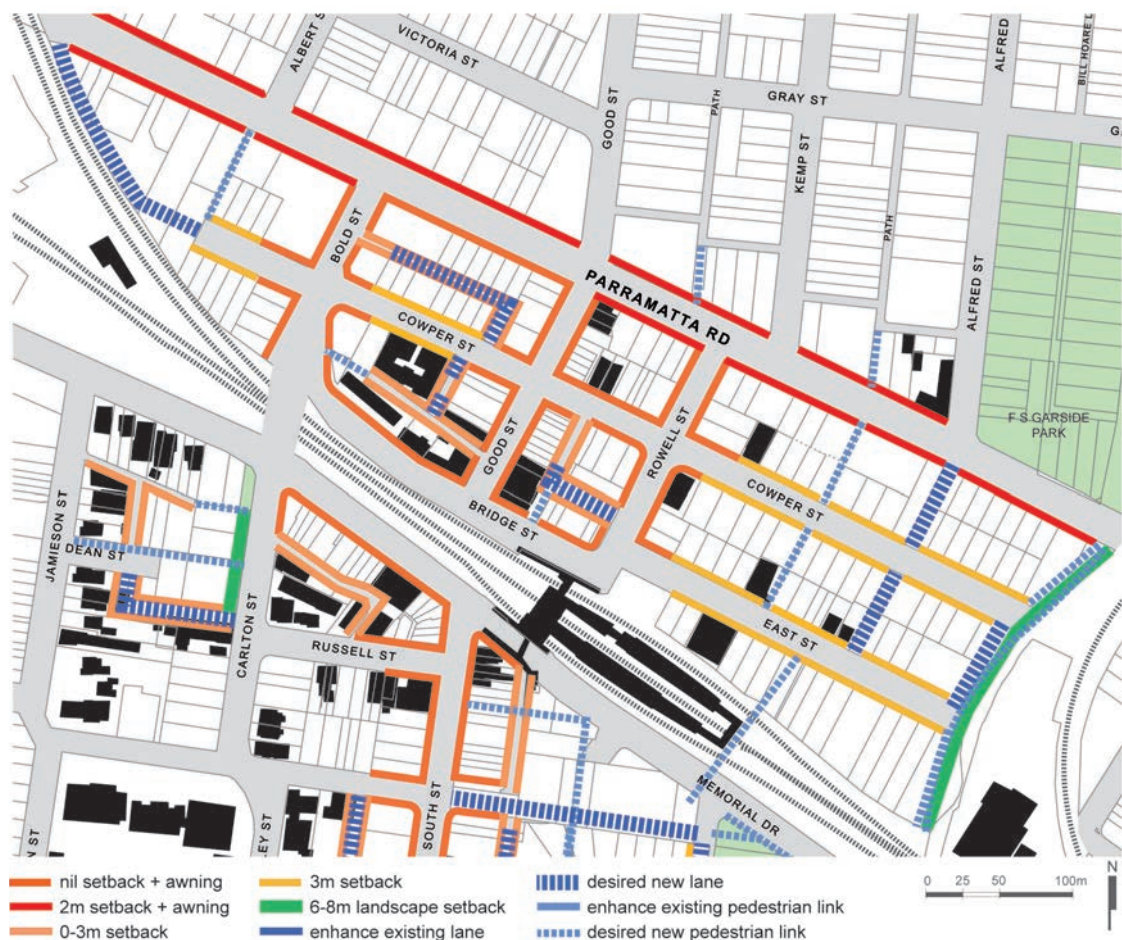 ALBERT S
VICTORIA ST
GOOD ST
ALFRED
BILL HOARE L
GRAY ST
G
PATH
KEMP ST
PATH
ALFRED ST
BOLD ST
PARRAMATTA RD
COWPER ST
F S GARSIDE
PARK
GOOD ST
ROWELL ST
COWPER ST
BRIDGE ST
JAMIESON ST
DEAN ST
EAST ST
CARLTON ST
RUSSELL ST
MEMORIAL DR
SOUTH ST
N ST
LEY ST
nil setback + awning
2m setback + awning
0-3m setback
3m setback
6-8m landscape setback
enhance existing lane
desired new lane
enhance existing pedestrian link
desired new pedestrian link
0 25 50 100m
N